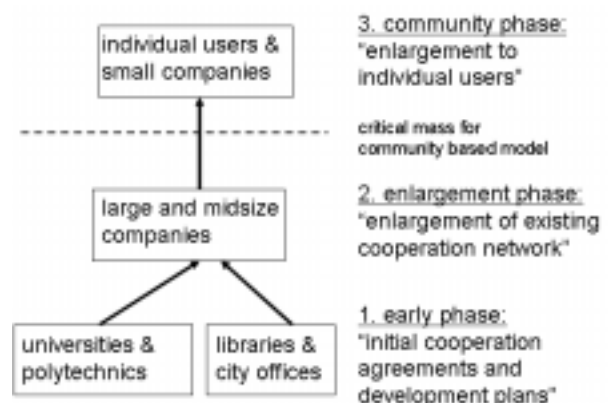 individual users &
small companies
3. community phase:
"enlargement to
individual users"
critical mass for
community based model
large and midsize
companies
2. enlargement phase:
"enlargement of existing
cooperation network"
universities &
polytechnics
libraries &
city offices
1. early phase:
"initial cooperation
agreements and
development plans"